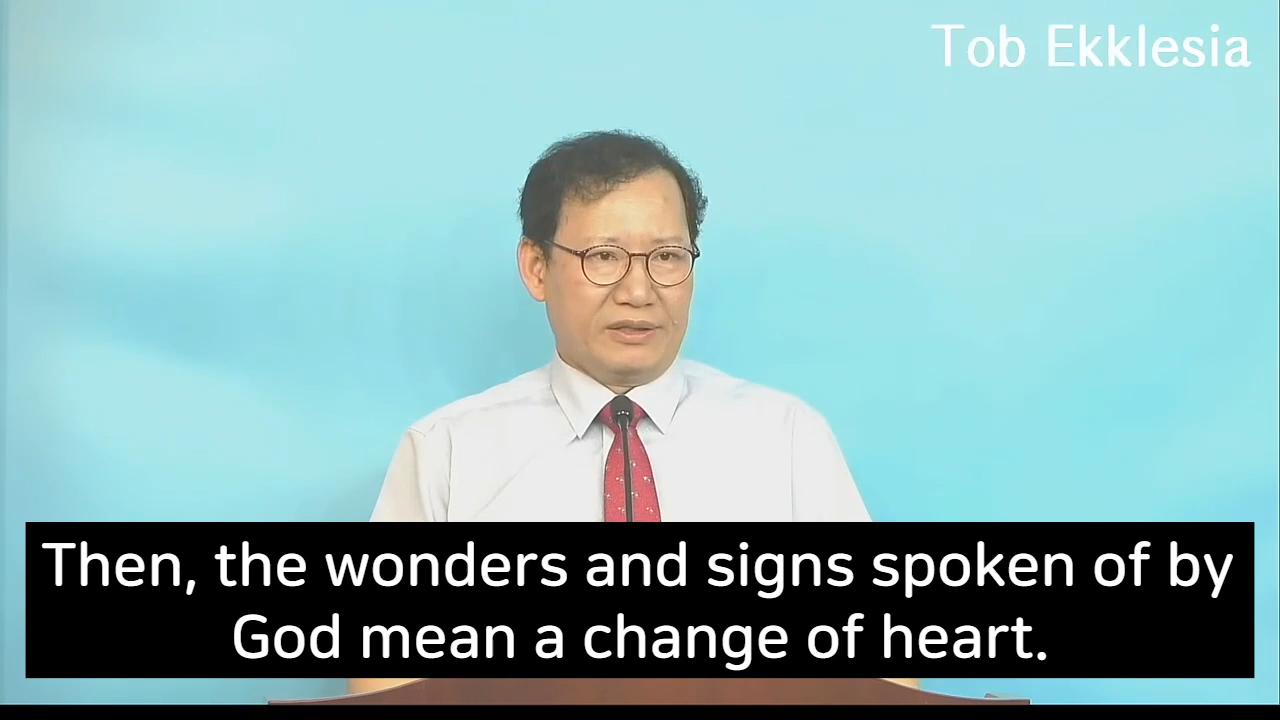 Tob Ekklesia
Then, the wonders and signs spoken of by
God mean a change of heart.